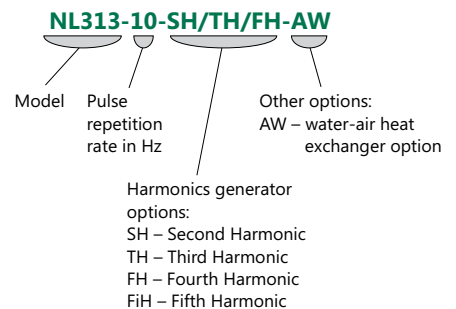 NL313-10-SH/TH/FH-AW
Model
Pulse
repetition
rate in Hz
Other options:
AW – water-air heat
exchanger option
Harmonics generator
options:
SH – Second Harmonic
TH – Third Harmonic
FH – Fourth Harmonic
FiH – Fifth Harmonic